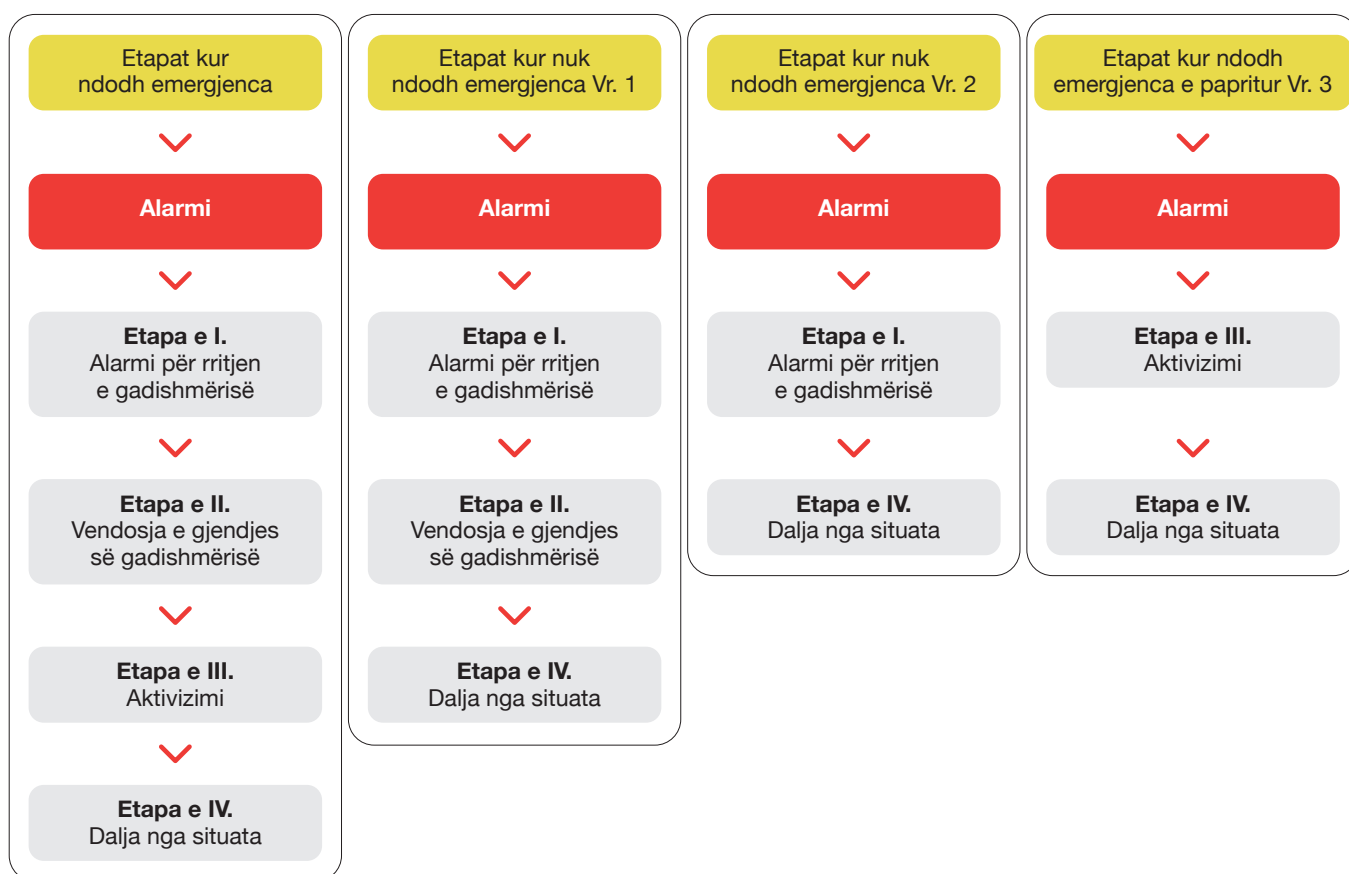 Etapat kur
ndodh emergjenca
Alarmi
Etapa e I.
Alarmi për rritjen
e gadishmërisë
Etapa e II.
Vendosja e gjendjes
së gadishmërisë
Etapa e III.
Aktivizimi
Etapa e IV.
Dalja nga situata
Etapat kur nuk
ndodh emergjenca Vr. 1
Alarmi
Etapa e I.
Alarmi për rritjen
e gadishmërisë
Etapa e II.
Vendosja e gjendjes
së gadishmërisë
Etapa e IV.
Dalja nga situata
Etapat kur nuk
ndodh emergjenca Vr. 2
Alarmi
Etapa e I.
Alarmi për rritjen
e gadishmërisë
Etapa e IV.
Dalja nga situata
Etapat kur ndodh
emergjenca e papritur Vr. 3
Alarmi
Etapa e III.
Aktivizimi
Etapa e IV.
Dalja nga situata